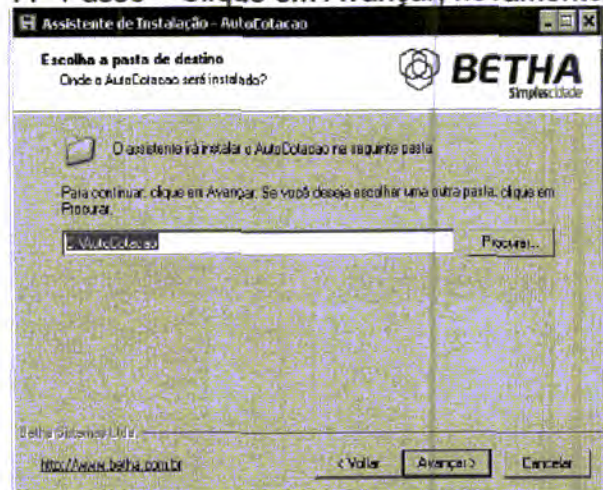 Passo - Clique em Avançar, novamente
Assistente de Instalação - AutoCotacao
Escolha a pasta de destino
Onde o AutoCotacao será instalado?
BETHA
Simplescidade
O assistente irá instalar o AutoCotacao na seguinte pasta
Para continuar, clique em Avançar. Se você deseja escolher uma outra pasta, clique em
Procurar.
\AutoCotacao
Procurar...
Betha Sistemas Ltda.
http://www.betha.com.br
< Voltar
Avançar >
Cancelar